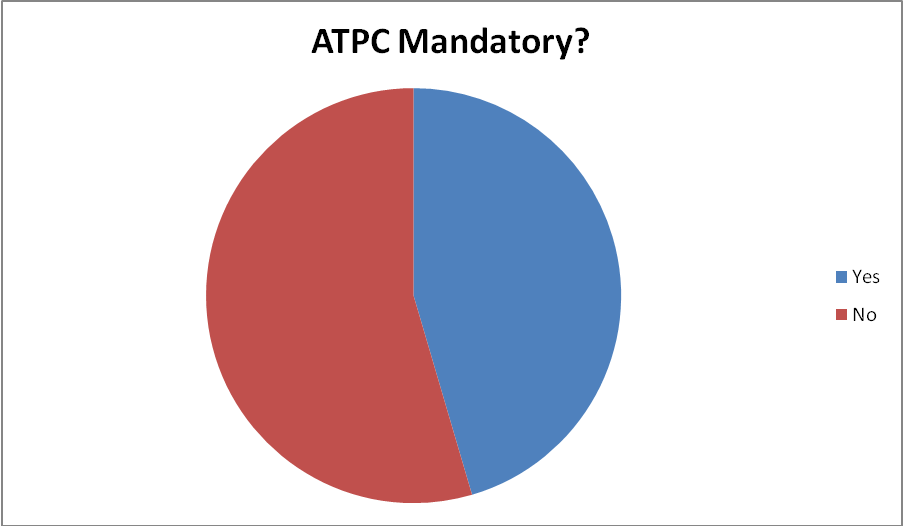 ATPC Mandatory?
Yes
No